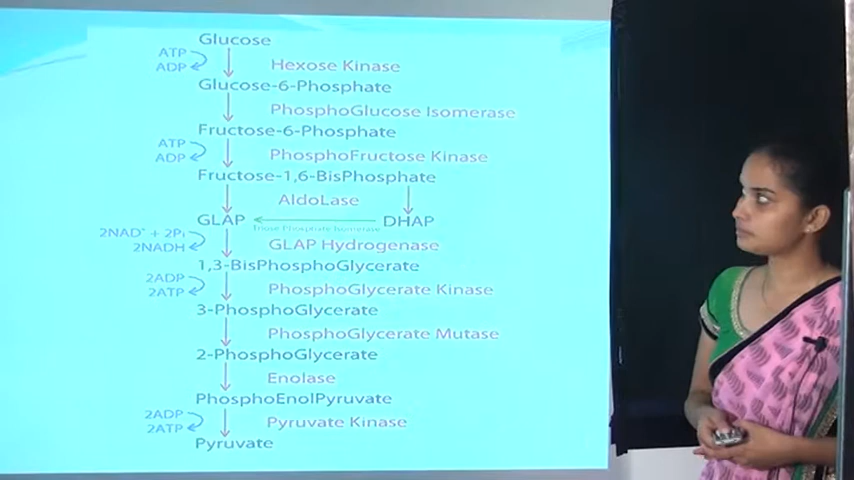 Glucose
ATP
ADP
Hexose Kinase
Glucose-6-Phosphate
PhosphoGlucose Isomerase
Fructose-6-Phosphate
ATP
ADP
PhosphoFructose Kinase
Fructose-1,6-BisPhosphate
AldoLase
GLAP
DHAP
Triose Phosphate Isomerase
2NAD⁺ + 2Pᵢ
2NADH
GLAP Hydrogenase
1,3-BisPhosphoGlycerate
2ADP
2ATP
PhosphoGlycerate Kinase
3-PhosphoGlycerate
PhosphoGlycerate Mutase
2-PhosphoGlycerate
Enolase
PhosphoEnolPyruvate
2ADP
2ATP
Pyruvate Kinase
Pyruvate